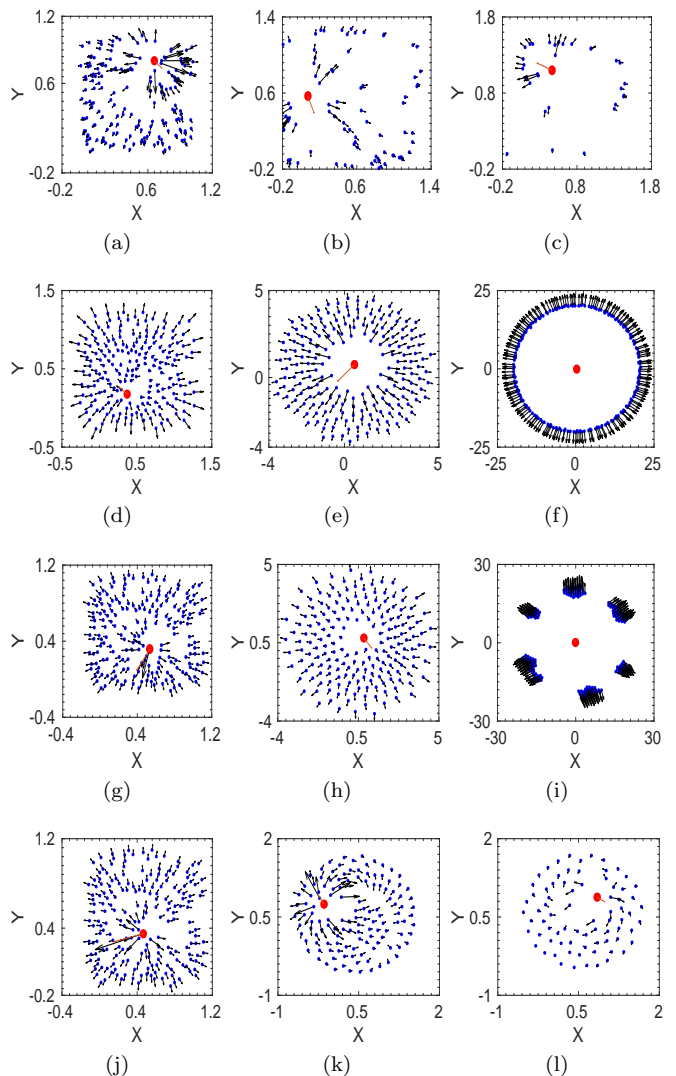 1.2 1.4 1.8
Y 0.6 Y 0.6 Y 0.8
-0.2 -0.2 -0.2
-0.2 0.6 1.2 -0.2 0.6 1.4 -0.2 0.8 1.8
X X X
(a) (b) (c)
1.5 5 25
Y 0.5 Y 0 Y 0
-0.5 -4 -25
-0.5 0.5 1.5 -4 0 5 -25 0 25
X X X
(d) (e) (f)
1.2 5 30
Y 0.4 Y 0.5 Y 0
-0.4 -4 -30
-0.4 0.4 1.2 -4 0.5 5 -30 0 30
X X X
(g) (h) (i)
1.2 2 2
Y 0.4 Y 0.5 Y 0.5
-0.2 -1 -1
-0.4 0.4 1.2 -1 0.5 2 -1 0.5 2
X X X
(j) (k) (l)